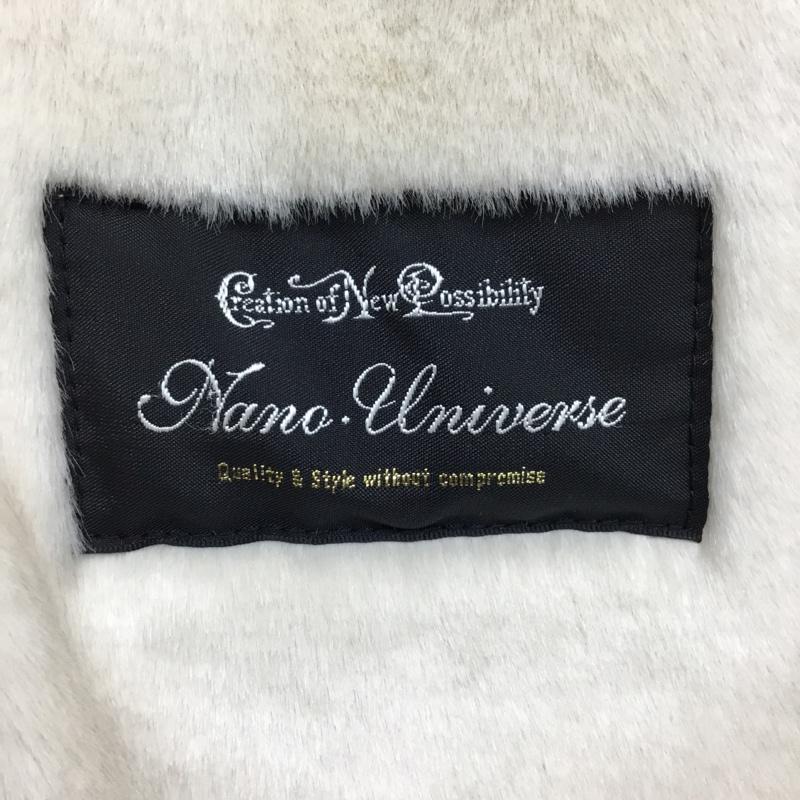 Creation of New Possibility
Nano·Universe
Quality & Style without compromise